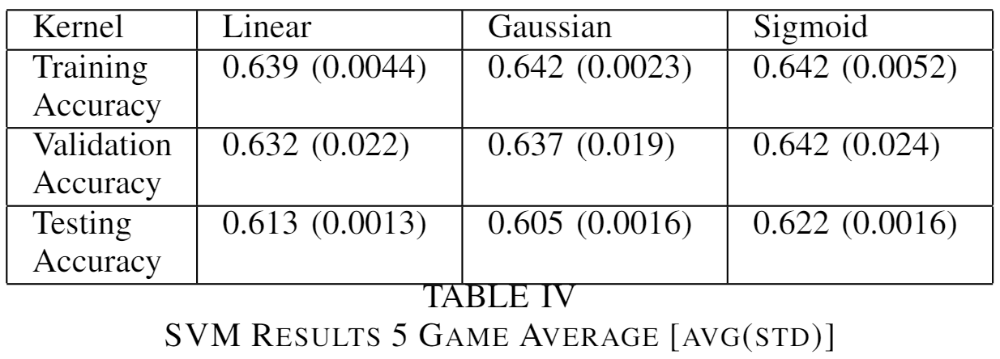 Kernel Linear Gaussian Sigmoid
Training Accuracy 0.639 (0.0044) 0.642 (0.0023) 0.642 (0.0052)
Validation Accuracy 0.632 (0.022) 0.637 (0.019) 0.642 (0.024)
Testing Accuracy 0.613 (0.0013) 0.605 (0.0016) 0.622 (0.0016)
TABLE IV
SVM RESULTS 5 GAME AVERAGE [AVG(STD)]